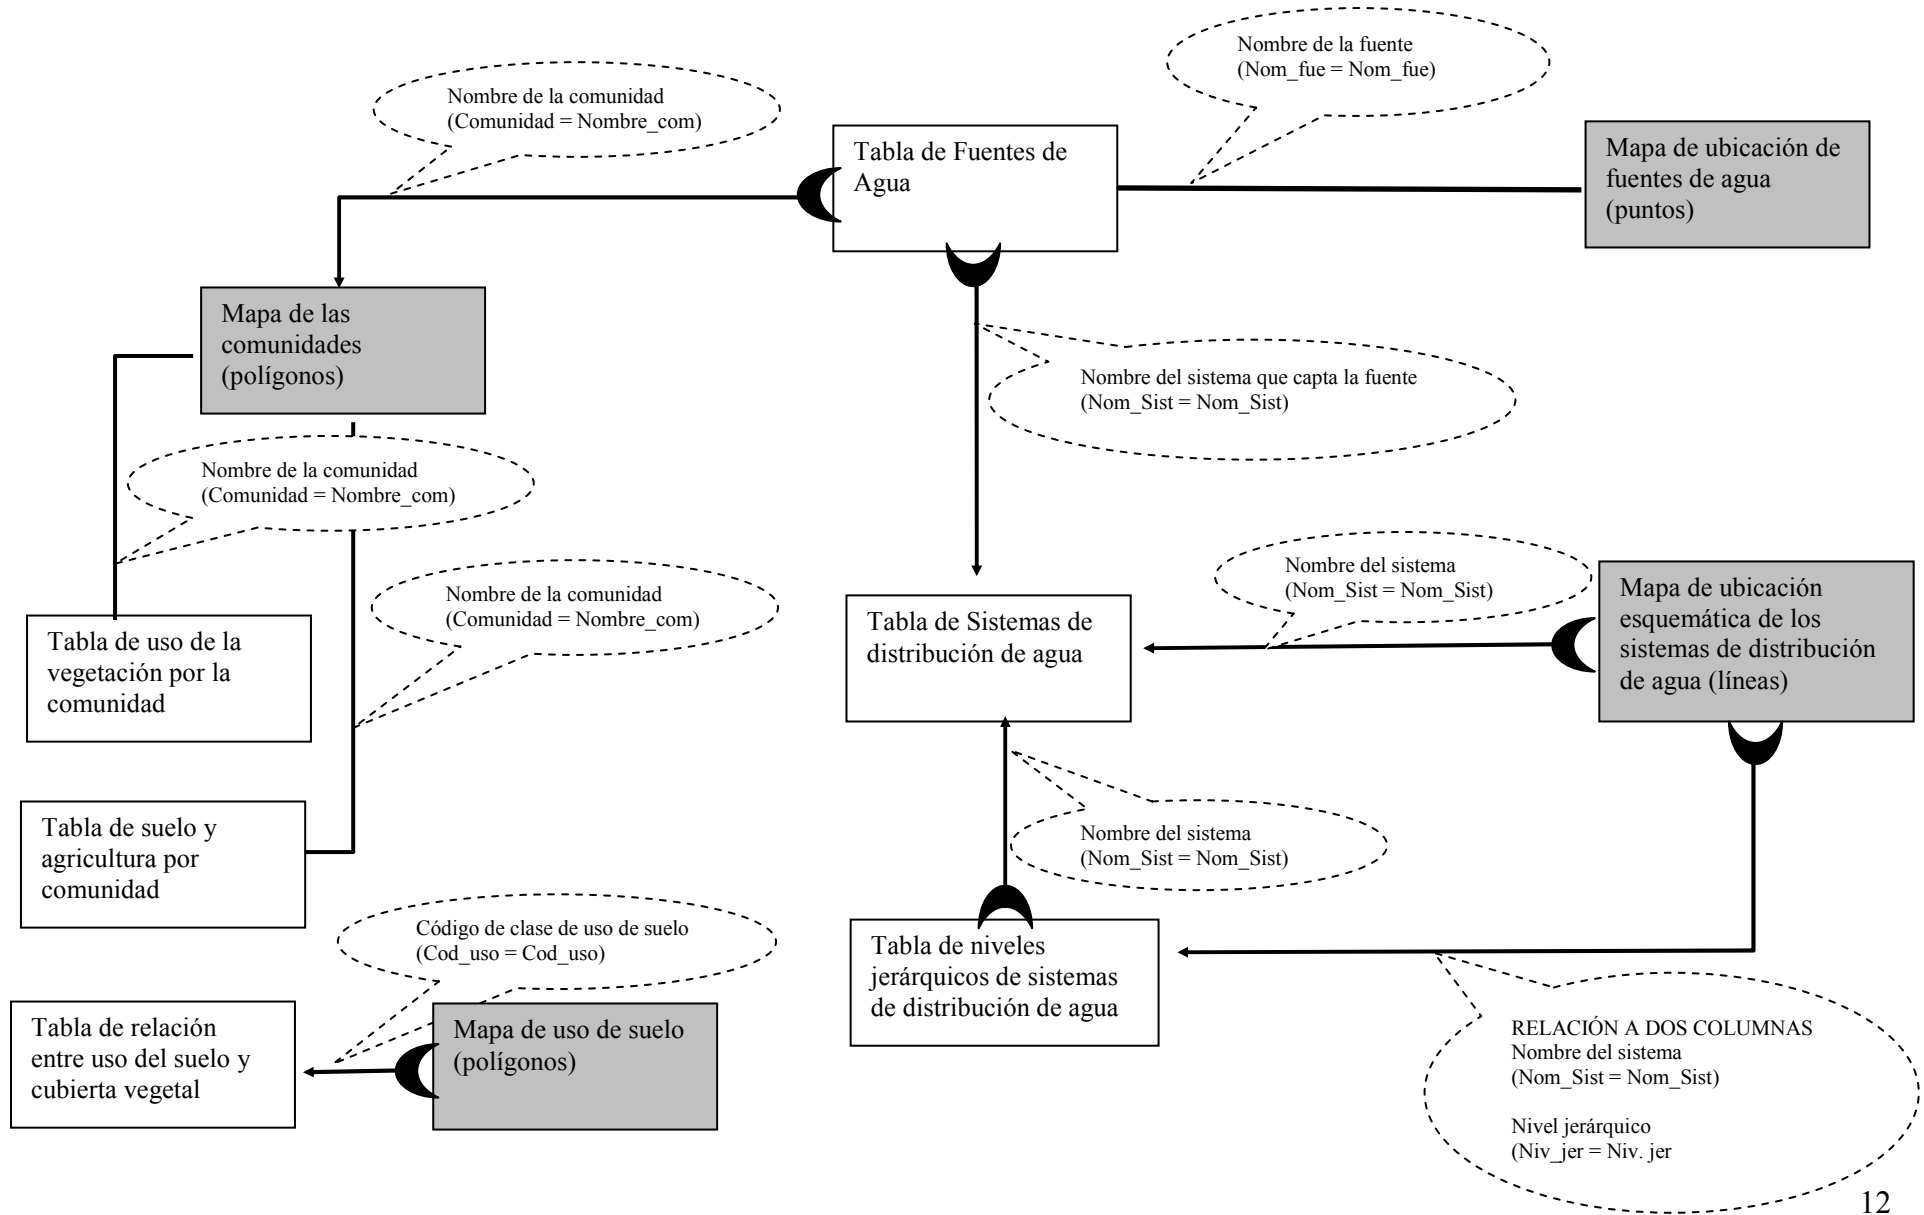 Nombre de la fuente
(Nom_fue = Nom_fue)
Nombre de la comunidad
(Comunidad = Nombre_com)
Tabla de Fuentes de
Agua
Mapa de ubicación de
fuentes de agua
(puntos)
Mapa de las
comunidades
(polígonos)
Nombre del sistema que capta la fuente
(Nom_Sist = Nom_Sist)
Nombre de la comunidad
(Comunidad = Nombre_com)
Nombre del sistema
(Nom_Sist = Nom_Sist)
Mapa de ubicación
esquemática de los
sistemas de distribución
de agua (líneas)
Nombre de la comunidad
(Comunidad = Nombre_com)
Tabla de Sistemas de
distribución de agua
Tabla de uso de la
vegetación por la
comunidad
Tabla de suelo y
agricultura por
comunidad
Nombre del sistema
(Nom_Sist = Nom_Sist)
Código de clase de uso de suelo
(Cod_uso = Cod_uso)
Tabla de niveles
jerárquicos de sistemas
de distribución de agua
Tabla de relación
entre uso del suelo y
cubierta vegetal
Mapa de uso de suelo
(polígonos)
RELACIÓN A DOS COLUMNAS
Nombre del sistema
(Nom_Sist = Nom_Sist)
Nivel jerárquico
(Niv_jer = Niv. jer
12